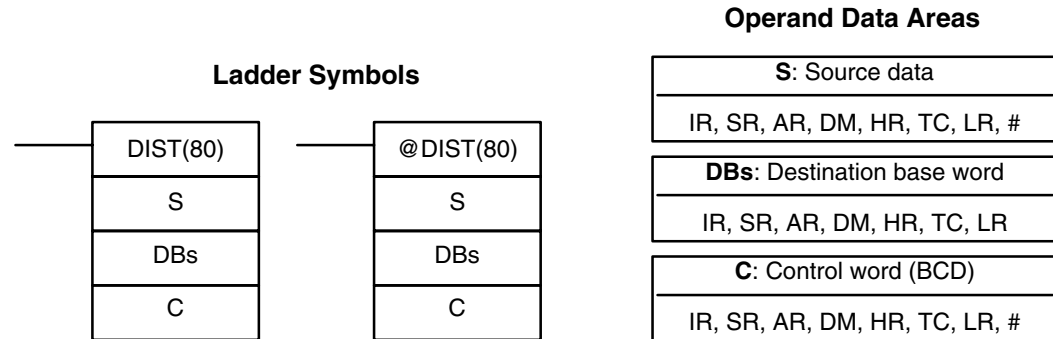 Ladder Symbols
DIST(80)
S
DBs
C
@DIST(80)
S
DBs
C
Operand Data Areas
S: Source data
IR, SR, AR, DM, HR, TC, LR, #
DBs: Destination base word
IR, SR, AR, DM, HR, TC, LR
C: Control word (BCD)
IR, SR, AR, DM, HR, TC, LR, #